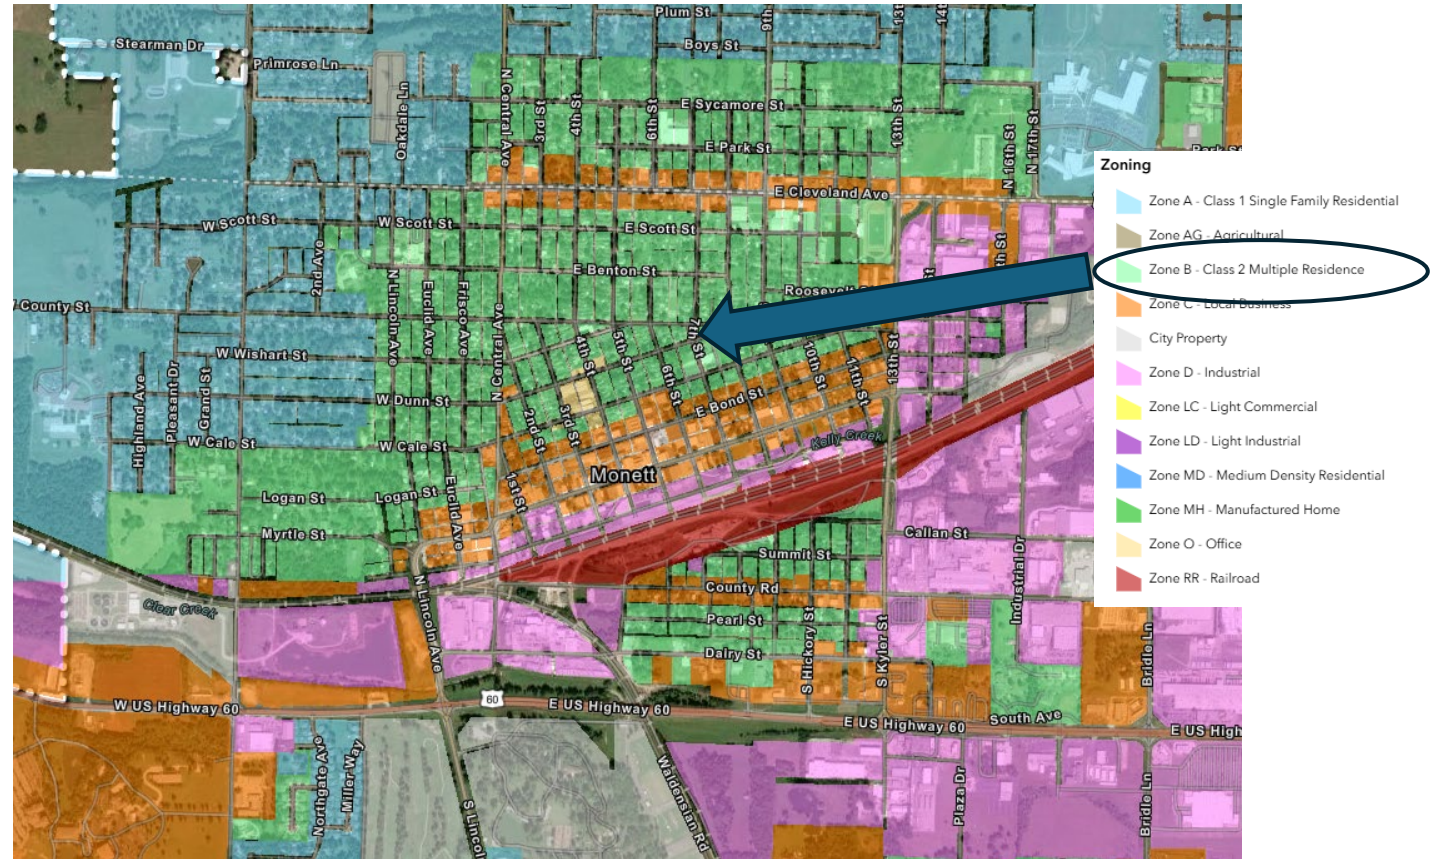 Plum St
9th
13t
14t
Stearman Dr
Boys St
Primrose Ln
Oakdale Ln
N Central Ave
3rd St
4th St
6th St
E Sycamore St
13th St
N 16th St
N 17th St
E Park St
Park St
E Cleveland Ave
W Scott St
W Scott St
E Scott St
2nd Ave
E Benton St
N Lincoln Ave
Euclid Ave
Frisco Ave
County St
N Central Ave
7th St
W Wishart St
4th St
5th St
6th St
10th St
11th St
13th St
Highland Ave
Pleasant Dr
Grand St
W Dunn St
E Bond St
2nd St
3rd St
W Cale St
W Cale St
Kelly Creek
Monett
Logan St
Logan St
Euclid Ave
1st St
Myrtle St
Callan St
Summit St
Industrial Dr
N Lincoln Ave
County Rd
Clear Creek
Pearl St
S Hickory St
S Kyler St
Dairy St
Bridle Ln
W US Highway 60
60
E US Highway 60
E US Highway 60
South Ave
E US High
Northgate Ave
Miller Way
S Lincol
Waldensian Rd
Plaza Dr
Bridle Ln
Zoning
Zone A - Class 1 Single Family Residential
Zone AG - Agricultural
Zone B - Class 2 Multiple Residence
Zone C - Local Business
City Property
Zone D - Industrial
Zone LC - Light Commercial
Zone LD - Light Industrial
Zone MD - Medium Density Residential
Zone MH - Manufactured Home
Zone O - Office
Zone RR - Railroad